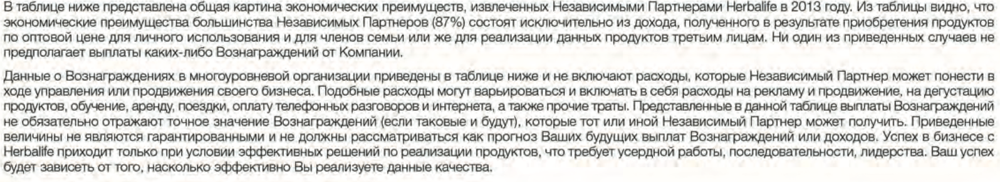 В таблице ниже представлена общая картина экономических преимуществ, извлеченных Независимыми Партнерами Herbalife в 2013 году. Из таблицы видно, что
экономические преимущества большинства Независимых Партнеров (87%) состоят исключительно из дохода, полученного в результате приобретения продуктов
по оптовой цене для личного использования и для членов семьи или же для реализации данных продуктов третьим лицам. Ни один из приведенных случаев не
предполагает выплаты каких-либо Вознаграждений от Компании.
Данные о Вознаграждениях в многоуровневой организации приведены в таблице ниже и не включают расходы, которые Независимый Партнер может понести в
ходе управления или продвижения своего бизнеса. Подобные расходы могут варьироваться и включать в себя расходы на рекламу и продвижение, на дегустацию
продуктов, обучение, аренду, поездки, оплату телефонных разговоров и интернета, а также прочие траты. Представленные в данной таблице выплаты Вознаграждений
не обязательно отражают точное значение Вознаграждений (если таковые и будут), которые тот или иной Независимый Партнер может получить. Приведенные
величины не являются гарантированными и не должны рассматриваться как прогноз Ваших будущих выплат Вознаграждений или доходов. Успех в бизнесе с
Herbalife приходит только при условии эффективных решений по реализации продуктов, что требует усердной работы, последовательности, лидерства. Ваш успех
будет зависеть от того, насколько эффективно Вы реализуете данные качества.